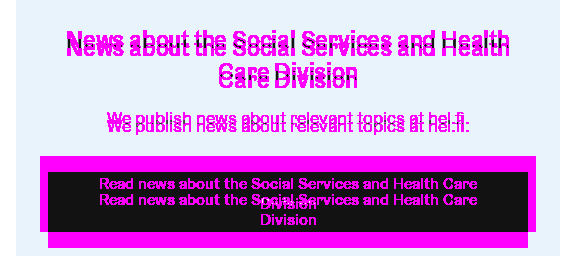 News about the Social Services and Health
Care Division
We publish news about relevant topics at hel.fi.
Read news about the Social Services and Health Care
Division